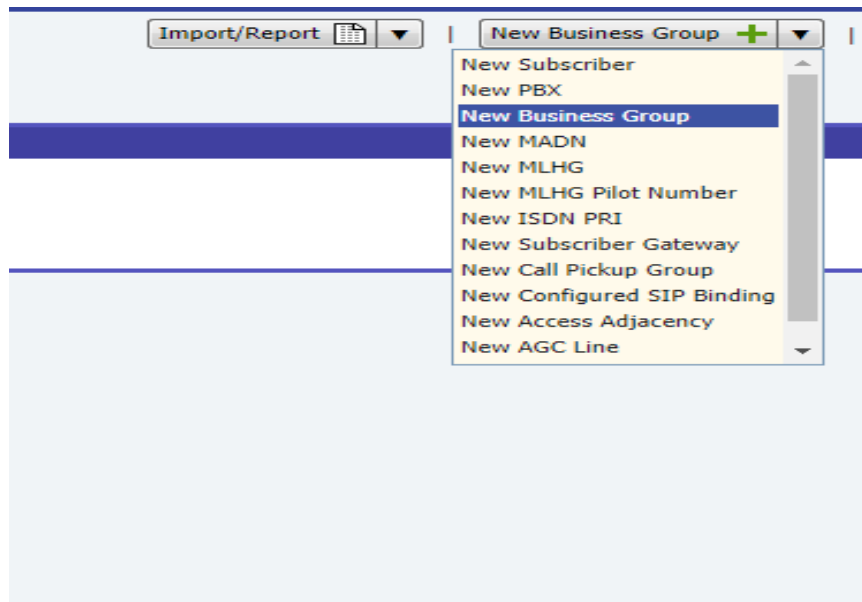 Import/Report | New Business Group |
New Subscriber
New PBX
New Business Group
New MADN
New MLHG
New MLHG Pilot Number
New ISDN PRI
New Subscriber Gateway
New Call Pickup Group
New Configured SIP Binding
New Access Adjacency
New AGC Line